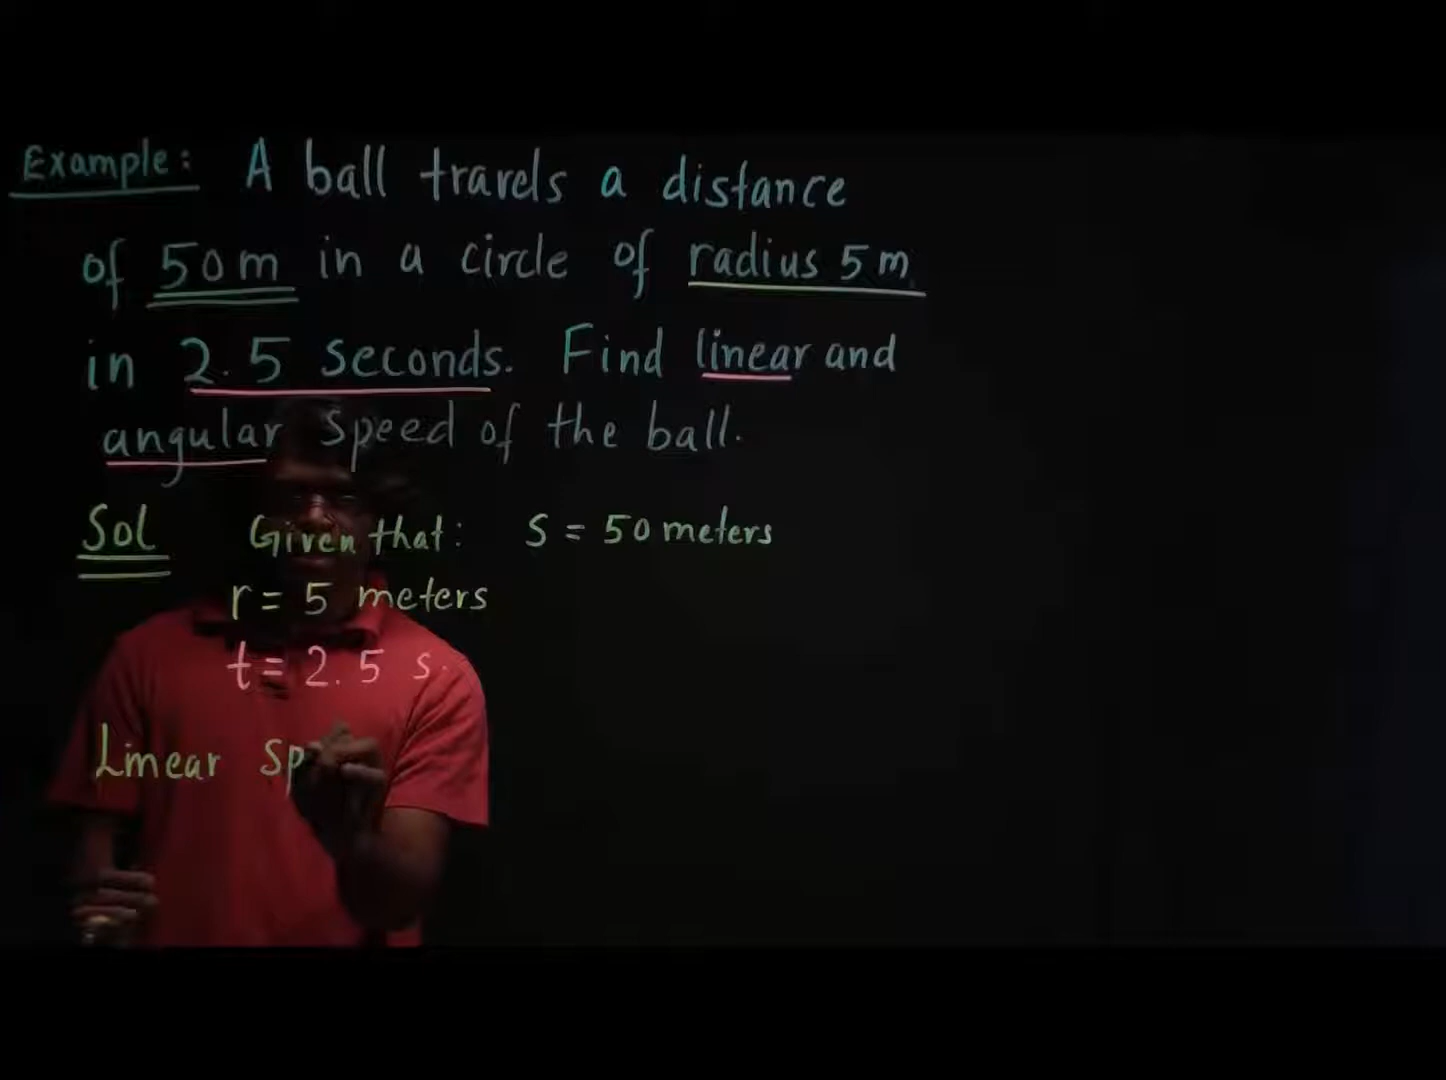 Example: A ball travels a distance
of 50m in a circle of radius 5m
in 2.5 seconds. Find linear and
angular speed of the ball.
Sol Given that: S = 50 meters
r = 5 meters
t = 2.5 s.
Linear Sp